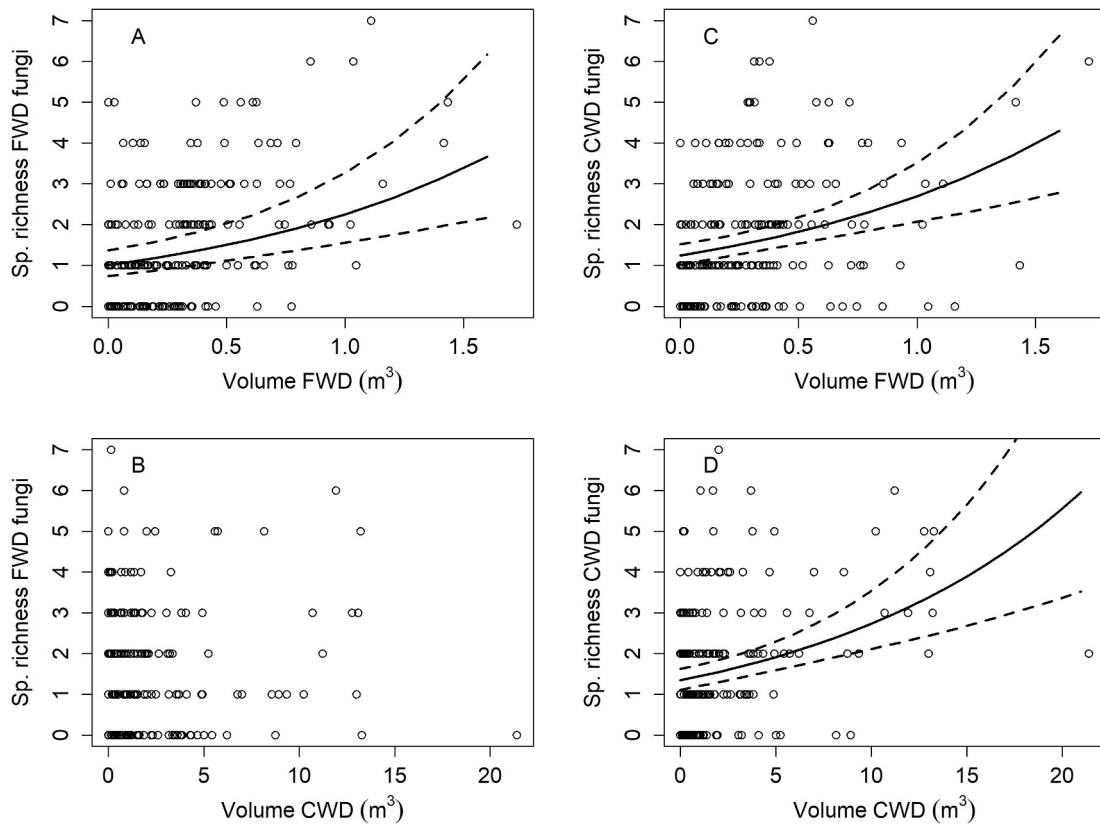 A
Sp. richness FWD fungi
0 1 2 3 4 5 6 7
0.0 0.5 1.0 1.5
Volume FWD (m³)
C
Sp. richness CWD fungi
0 1 2 3 4 5 6 7
0.0 0.5 1.0 1.5
Volume FWD (m³)
B
Sp. richness FWD fungi
0 1 2 3 4 5 6 7
0 5 10 15 20
Volume CWD (m³)
D
Sp. richness CWD fungi
0 1 2 3 4 5 6 7
0 5 10 15 20
Volume CWD (m³)